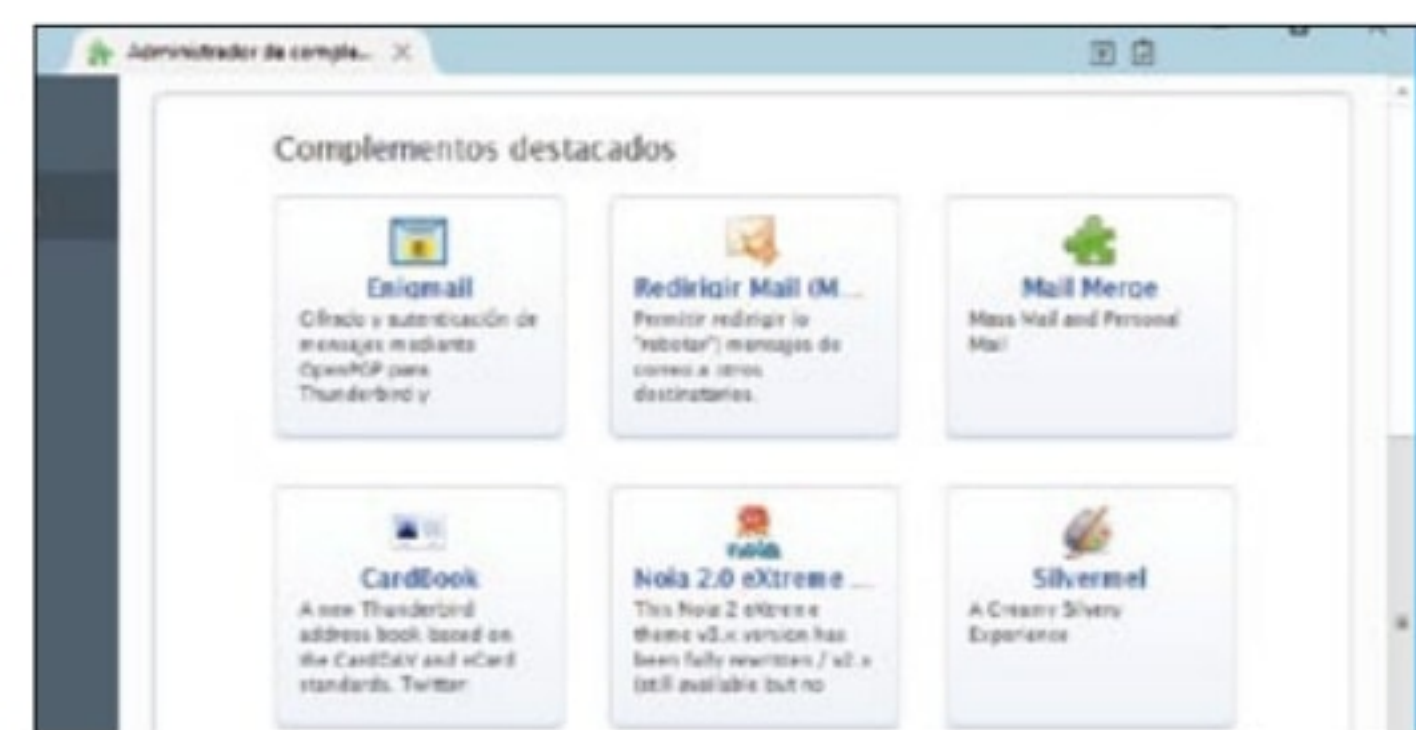 Administrador de comple...
Complementos destacados
Enigmail
Cifrado y autenticación de
mensajes mediante
OpenPGP para
Thunderbird y
Redirigir Mail (M...
Permitir redirigir (o
"rebotar") mensajes de
correo a otros
destinatarios.
Mail Merge
Mass Mail and Personal
Mail
CardBook
A new Thunderbird
address book based on
the CardDAV and vCard
standards. Twitter:
noia
Noia 2.0 eXtreme ...
This Noia 2 eXtreme
theme v3.x version has
been fully rewritten / v2.x
(still available but no
Silvermel
A Creamy Silvery
Experience